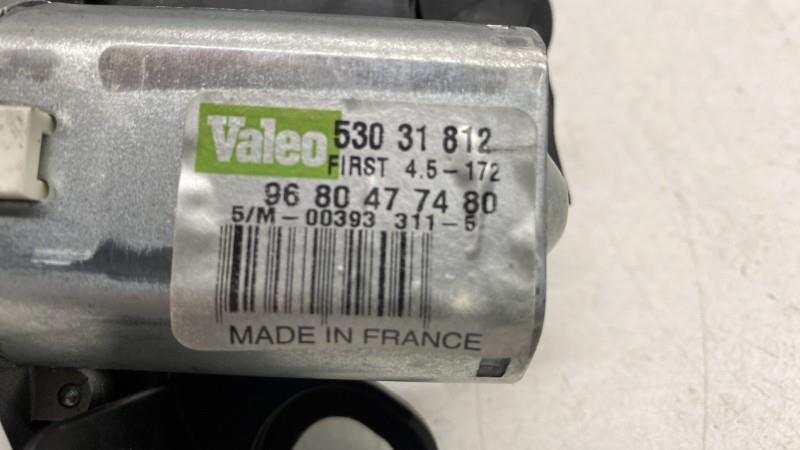 Valeo 530 31 812
FIRST 4.5-172
96 80 47 74 80
5/M-00393 311-5
MADE IN FRANCE